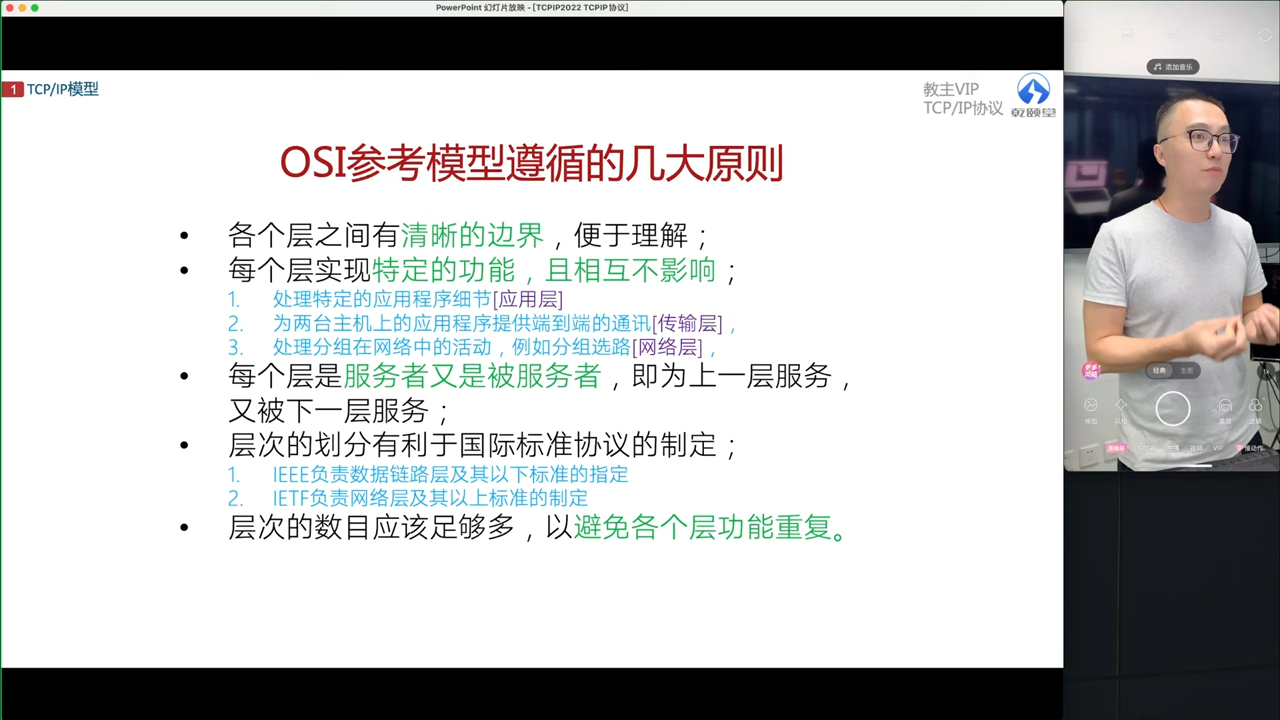 PowerPoint 幻灯片放映 - [TCPIP2022 TCPIP协议]
1 TCP/IP模型
教主VIP
TCP/IP协议
乾颐堂
OSI参考模型遵循的几大原则
• 各个层之间有清晰的边界，便于理解；
• 每个层实现特定的功能，且相互不影响；
1. 处理特定的应用程序细节[应用层]
2. 为两台主机上的应用程序提供端到端的通讯[传输层]，
3. 处理分组在网络中的活动，例如分组选路[网络层]，
• 每个层是服务者又是被服务者，即为上一层服务，
又被下一层服务；
• 层次的划分有利于国际标准协议的制定；
1. IEEE负责数据链路层及其以下标准的指定
2. IETF负责网络层及其以上标准的制定
• 层次的数目应该足够多，以避免各个层功能重复。
添加音乐
经典
生图
1x
VIP